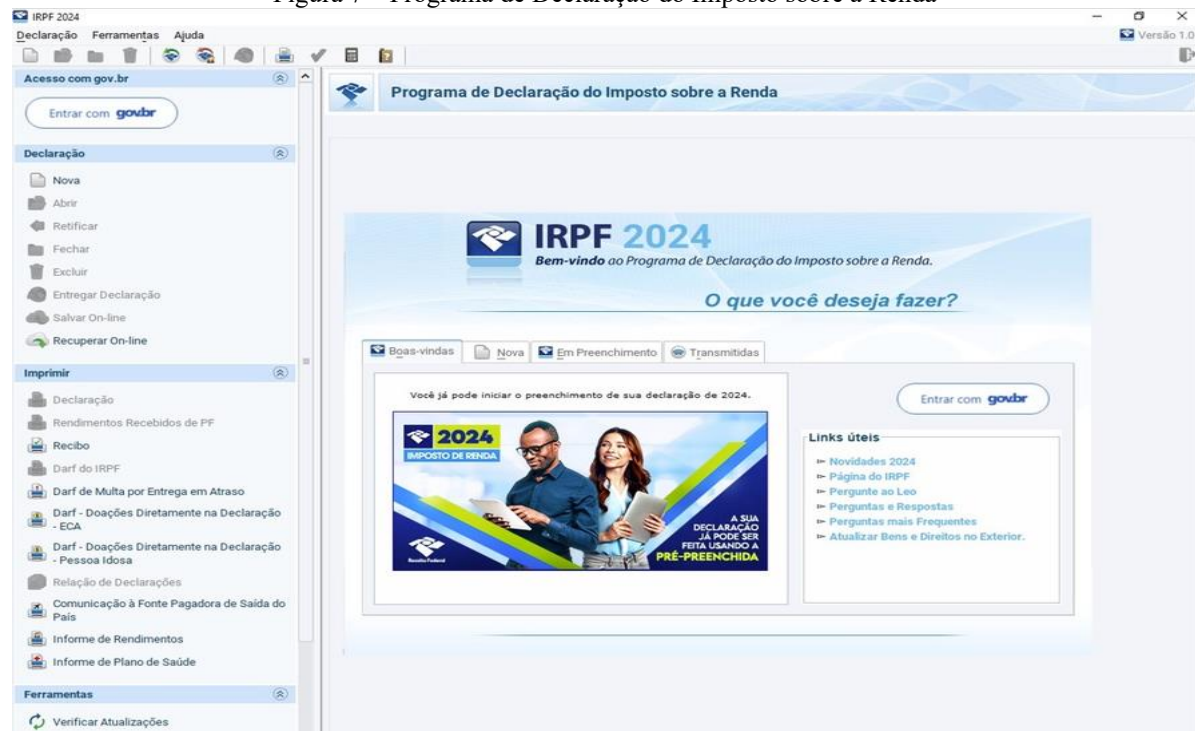 Figura 7 – Programa de Declaração do Imposto sobre a Renda
IRPF 2024
Declaração Ferramentas Ajuda
Versão 1.0
Acesso com gov.br
Entrar com gov.br
Declaração
Nova
Abrir
Retificar
Fechar
Excluir
Entregar Declaração
Salvar On-line
Recuperar On-line
Imprimir
Declaração
Rendimentos Recebidos de PF
Recibo
Darf do IRPF
Darf de Multa por Entrega em Atraso
Darf - Doações Diretamente na Declaração
- ECA
Darf - Doações Diretamente na Declaração
- Pessoa Idosa
Relação de Declarações
Comunicação à Fonte Pagadora de Saída do
País
Informe de Rendimentos
Informe de Plano de Saúde
Ferramentas
Verificar Atualizações
Programa de Declaração do Imposto sobre a Renda
IRPF 2024
Bem-vindo ao Programa de Declaração do Imposto sobre a Renda.
O que você deseja fazer?
Boas-vindas Nova Em Preenchimento Transmitidas
Você já pode iniciar o preenchimento de sua declaração de 2024.
2024
IMPOSTO DE RENDA
A SUA
DECLARAÇÃO
JÁ PODE SER
FEITA USANDO A
PRÉ-PREENCHIDA
Receita Federal
Entrar com gov.br
Links úteis
Novidades 2024
Página do IRPF
Pergunte ao Leo
Perguntas e Respostas
Perguntas mais Frequentes
Atualizar Bens e Direitos no Exterior.